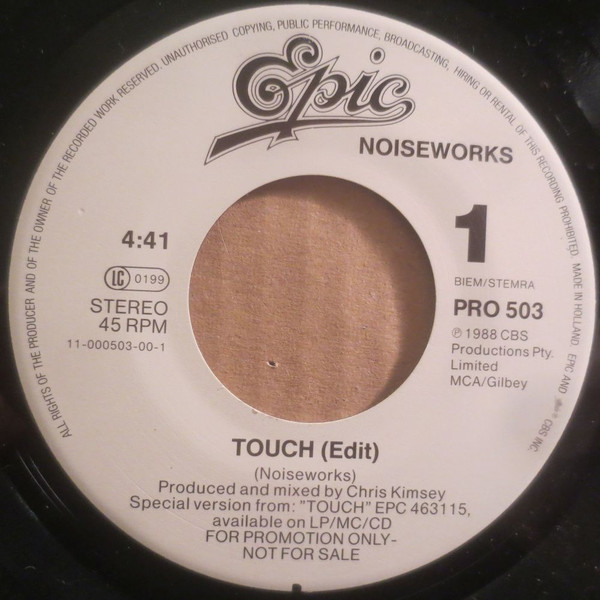 ALL RIGHTS OF THE PRODUCER AND OF THE OWNER OF THE RECORDED WORK RESERVED. UNAUTHORISED COPYING, PUBLIC PERFORMANCE, BROADCASTING, HIRING OR RENTAL OF THIS RECORDING PROHIBITED. MADE IN HOLLAND. EPIC AND CBS INC.
Epic
NOISEWORKS
4:41
LC 0199
STEREO
45 RPM
11-000503-00-1
1
BIEM/STEMRA
PRO 503
℗ 1988 CBS
Productions Pty.
Limited
MCA/Gilbey
TOUCH (Edit)
(Noiseworks)
Produced and mixed by Chris Kimsey
Special version from: "TOUCH" EPC 463115,
available on LP/MC/CD
FOR PROMOTION ONLY-
NOT FOR SALE